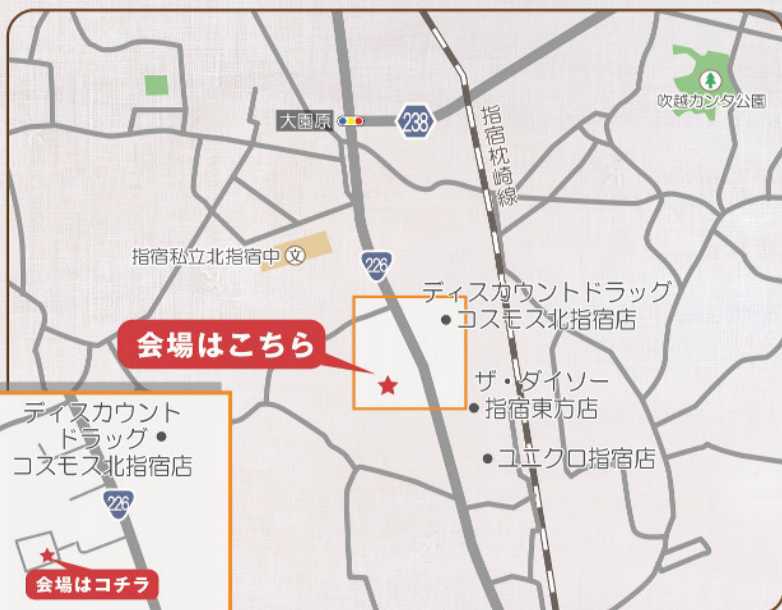 大園原
238
吹越カンタ公園
指宿枕崎線
指宿私立北指宿中
文
226
ディスカウントドラッグ
コスモス北指宿店
会場はこちら
ザ・ダイソー
指宿東方店
ユニクロ指宿店
ディスカウント
ドラッグ
コスモス北指宿店
226
会場はコチラ